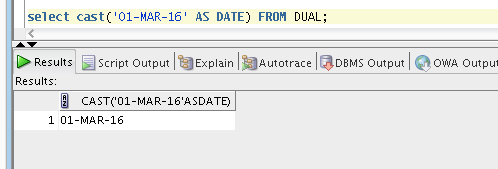 select cast('01-MAR-16' AS DATE) FROM DUAL;
Results Script Output Explain Autotrace DBMS Output OWA Output
Results:
CAST('01-MAR-16'ASDATE)
1 01-MAR-16